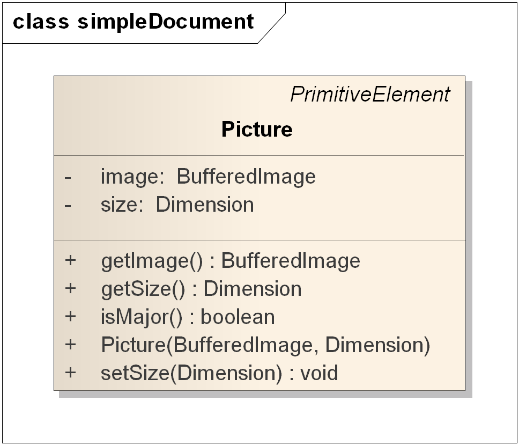 class simpleDocument
PrimitiveElement
Picture
- image: BufferedImage
- size: Dimension
+ getImage() : BufferedImage
+ getSize() : Dimension
+ isMajor() : boolean
+ Picture(BufferedImage, Dimension)
+ setSize(Dimension) : void